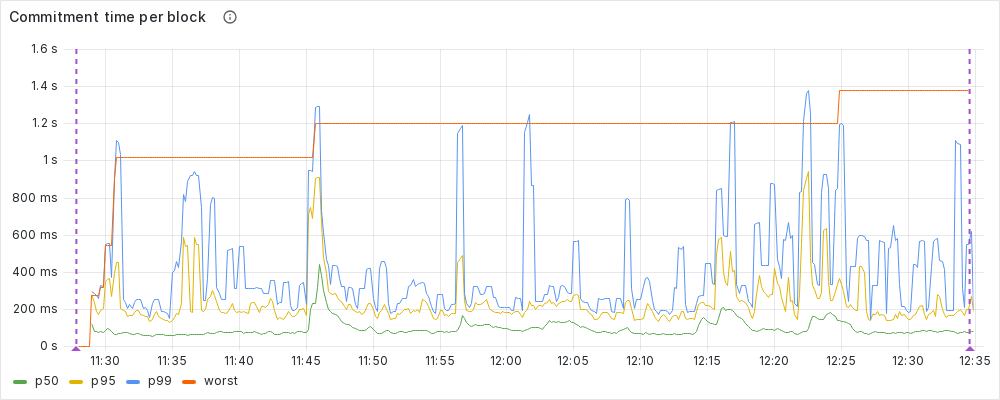 Commitment time per block
1.6 s
1.4 s
1.2 s
1 s
800 ms
600 ms
400 ms
200 ms
0 s
11:30 11:35 11:40 11:45 11:50 11:55 12:00 12:05 12:10 12:15 12:20 12:25 12:30 12:35
p50 p95 p99 worst